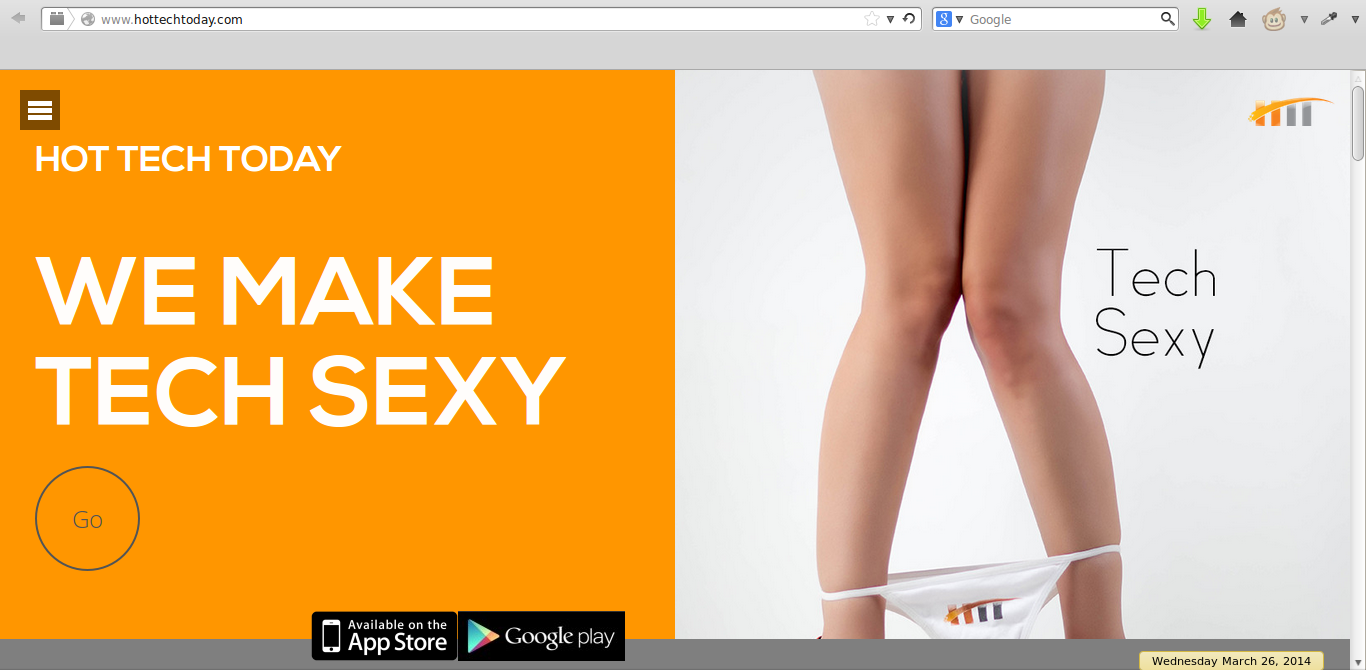 www.hottechtoday.com
8
Google
HOT TECH TODAY
WE MAKE
TECH SEXY
Go
Tech
Sexy
Available on the
App Store
Google play
Wednesday March 26, 2014